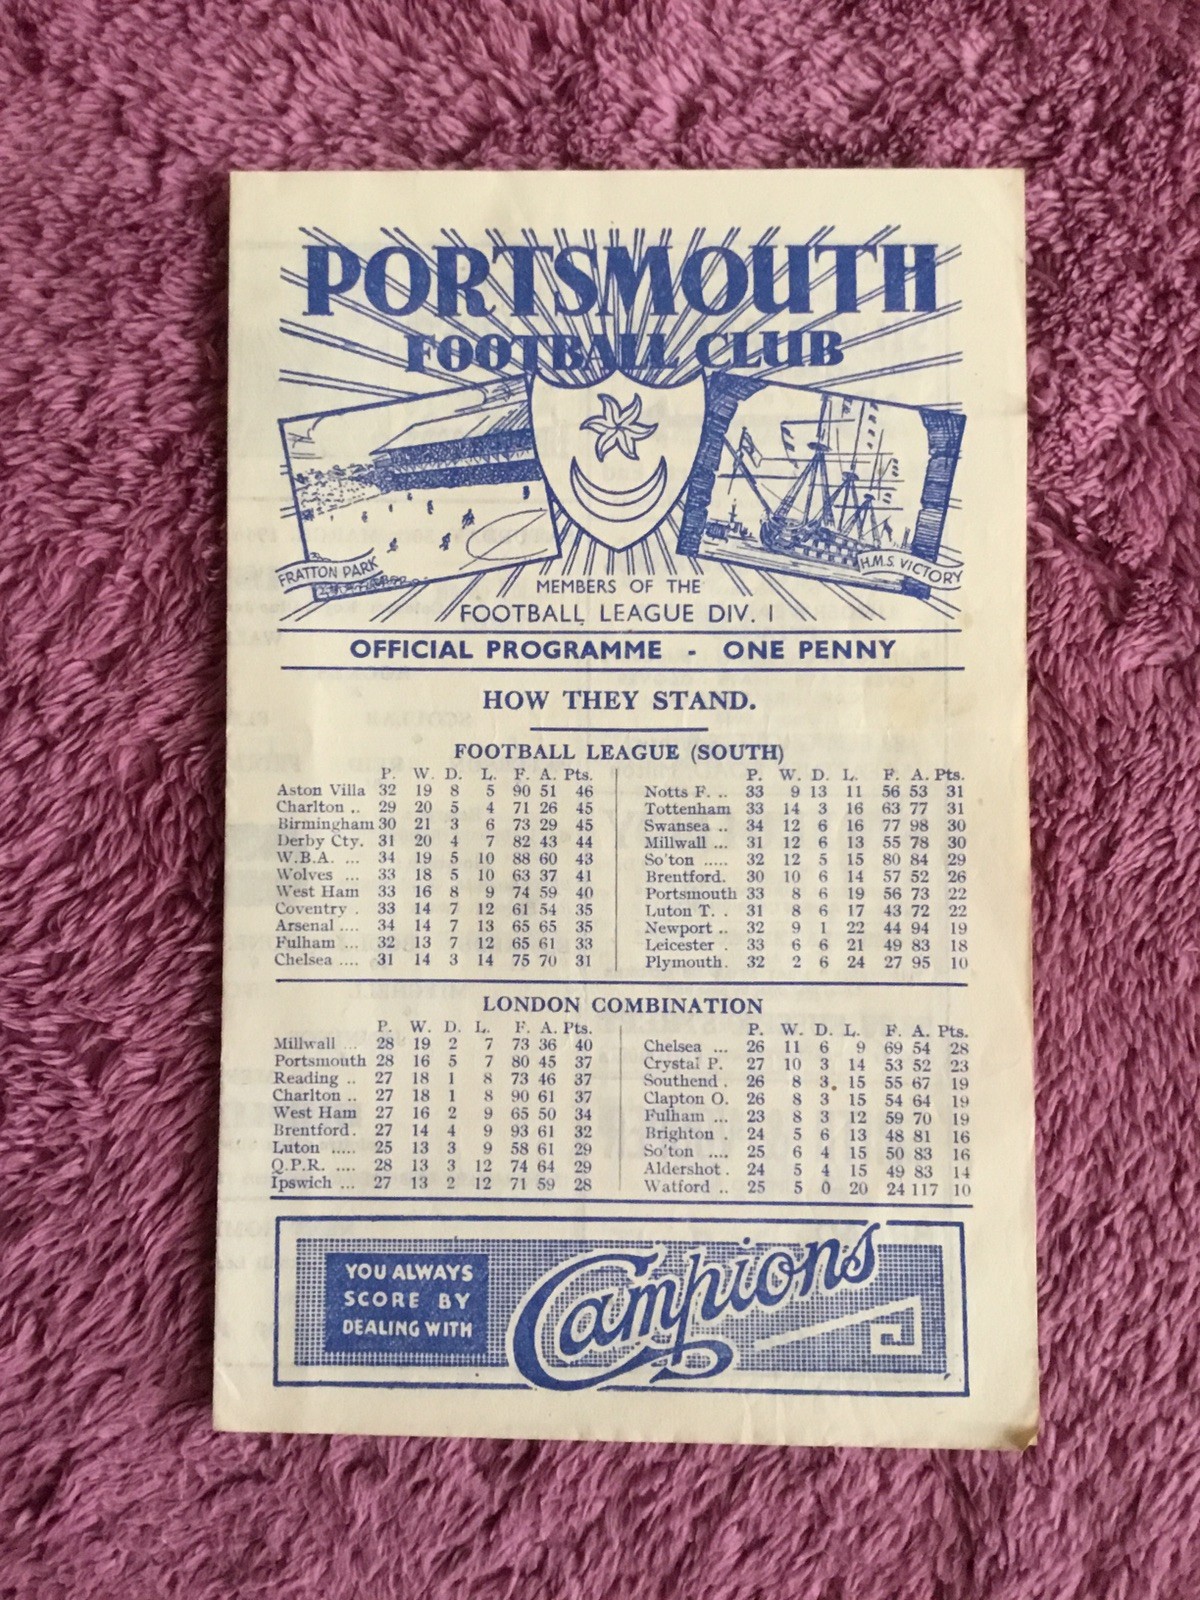 PORTSMOUTH
FOOTBALL CLUB
FRATTON PARK
H.M.S. VICTORY
MEMBERS OF THE
FOOTBALL LEAGUE DIV. I
OFFICIAL PROGRAMME - ONE PENNY
HOW THEY STAND.
FOOTBALL LEAGUE (SOUTH)
P. W. D. L. F. A. Pts.
Aston Villa 32 19 8 5 90 51 46
Charlton .. 29 20 5 4 71 26 45
Birmingham 30 21 3 6 73 29 45
Derby Cty. 31 20 4 7 82 43 44
W.B.A. ... 34 19 5 10 88 60 43
Wolves ... 33 18 5 10 63 37 41
West Ham 33 16 8 9 74 59 40
Coventry . 33 14 7 12 61 54 35
Arsenal .... 34 14 7 13 65 65 35
Fulham ... 32 13 7 12 65 61 33
Chelsea .... 31 14 3 14 75 70 31
P. W. D. L. F. A. Pts.
Notts F. .. 33 9 13 11 56 53 31
Tottenham 33 14 3 16 63 77 31
Swansea .. 34 12 6 16 77 98 30
Millwall ... 31 12 6 13 55 78 30
So'ton ..... 32 12 5 15 80 84 29
Brentford. 30 10 6 14 57 52 26
Portsmouth 33 8 6 19 56 73 22
Luton T. . 31 8 6 17 43 72 22
Newport .. 32 9 1 22 44 94 19
Leicester . 33 6 6 21 49 83 18
Plymouth. 32 2 6 24 27 95 10
LONDON COMBINATION
P. W. D. L. F. A. Pts.
Millwall ... 28 19 2 7 73 36 40
Portsmouth 28 16 5 7 80 45 37
Reading .. 27 18 1 8 73 46 37
Charlton .. 27 18 1 8 90 61 37
West Ham 27 16 2 9 65 50 34
Brentford. 27 14 4 9 93 61 32
Luton ..... 25 13 3 9 58 61 29
Q.P.R. .... 28 13 3 12 74 64 29
Ipswich ... 27 13 2 12 71 59 28
P. W. D. L. F. A. Pts.
Chelsea ... 26 11 6 9 69 54 28
Crystal P. 27 10 3 14 53 52 23
Southend . 26 8 3 15 55 67 19
Clapton O. 26 8 3 15 54 64 19
Fulham ... 23 8 3 12 59 70 19
Brighton . 24 5 6 13 48 81 16
So'ton .... 25 6 4 15 50 83 16
Aldershot . 24 5 4 15 49 83 14
Watford .. 25 5 0 20 24 117 10
YOU ALWAYS
SCORE BY
DEALING WITH
Campions